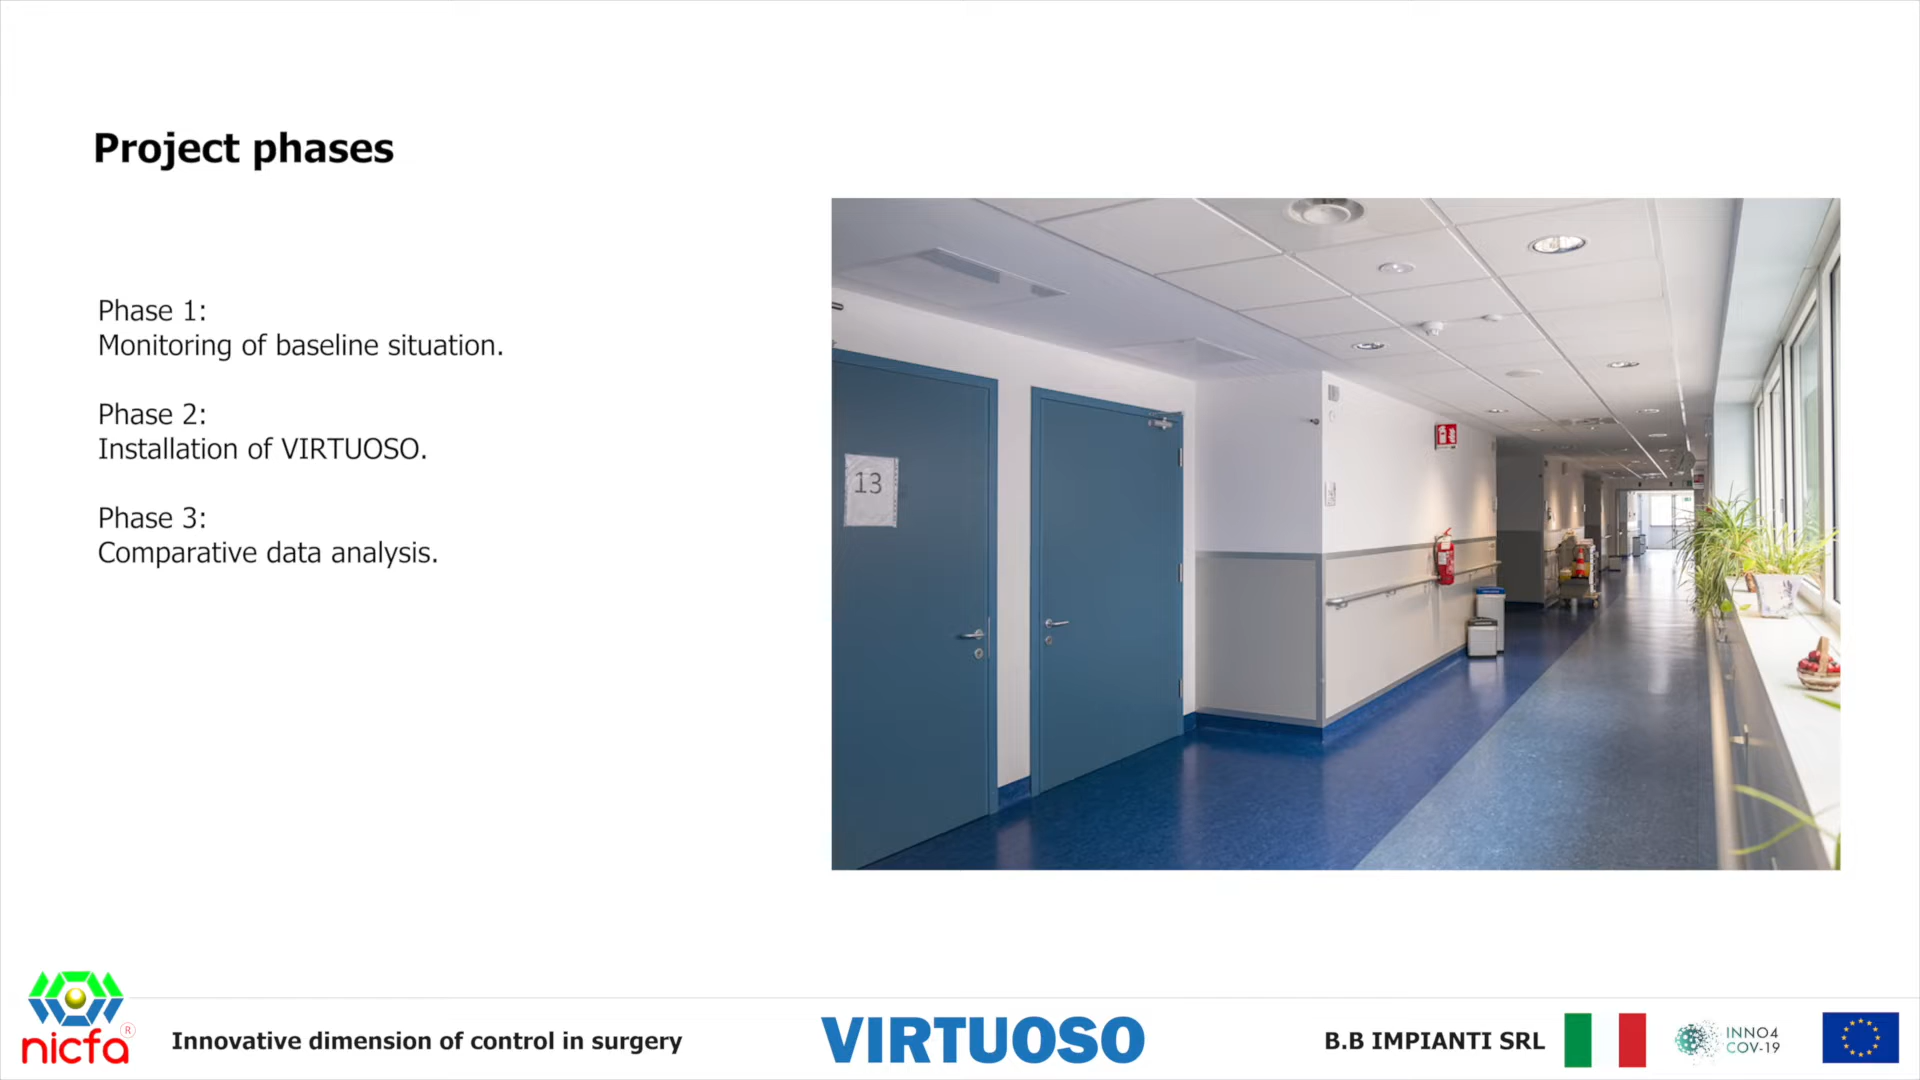 Project phases
Phase 1:
Monitoring of baseline situation.
Phase 2:
Installation of VIRTUOSO.
Phase 3:
Comparative data analysis.
13
nicfa
®
Innovative dimension of control in surgery
VIRTUOSO
B.B IMPIANTI SRL
INNO4
COV-19